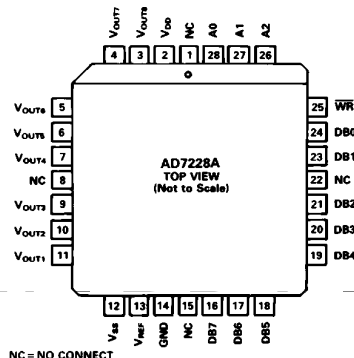 VOUT7 VOUT8 VDD NC A0 A1 A2
4 3 2 1 28 27 26
VOUT6 5
VOUT5 6
VOUT4 7
NC 8
VOUT3 9
VOUT2 10
VOUT1 11
AD7228A
TOP VIEW
(Not to Scale)
25 WR
24 DB0
23 DB1
22 NC
21 DB2
20 DB3
19 DB4
12 13 14 15 16 17 18
VSS VREF GND NC DB7 DB6 DB5
NC = NO CONNECT